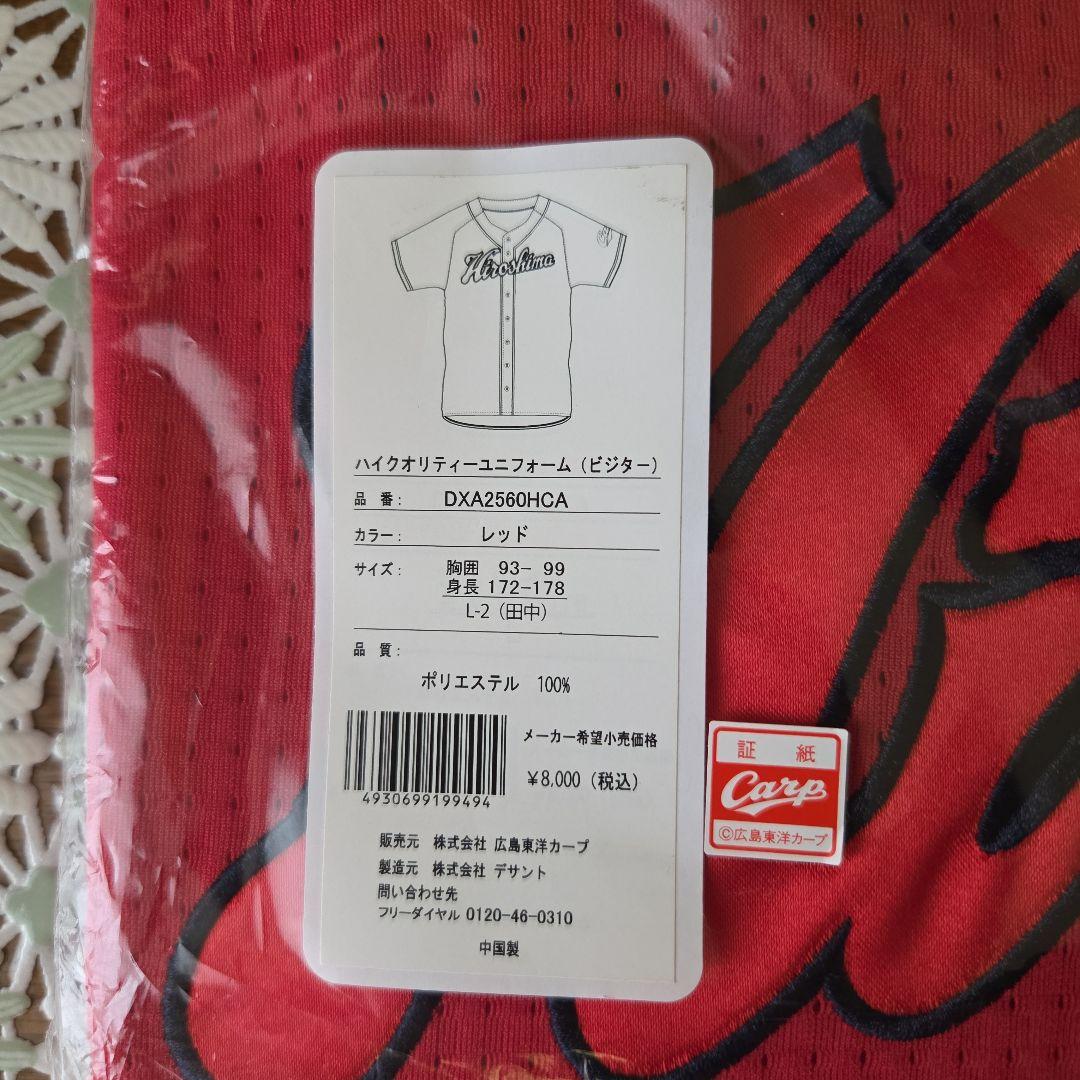 Hiroshima
ハイクオリティーユニフォーム（ビジター）
品 番： DXA2560HCA
カラー： レッド
サイズ： 胸囲 93- 99
身長 172-178
L-2（田中）
品 質：
ポリエステル 100%
メーカー希望小売価格
¥8,000（税込）
4930699199494
販売元 株式会社 広島東洋カープ
製造元 株式会社 デサント
問い合わせ先
フリーダイヤル 0120-46-0310
中国製
証 紙
Carp
©広島東洋カープ